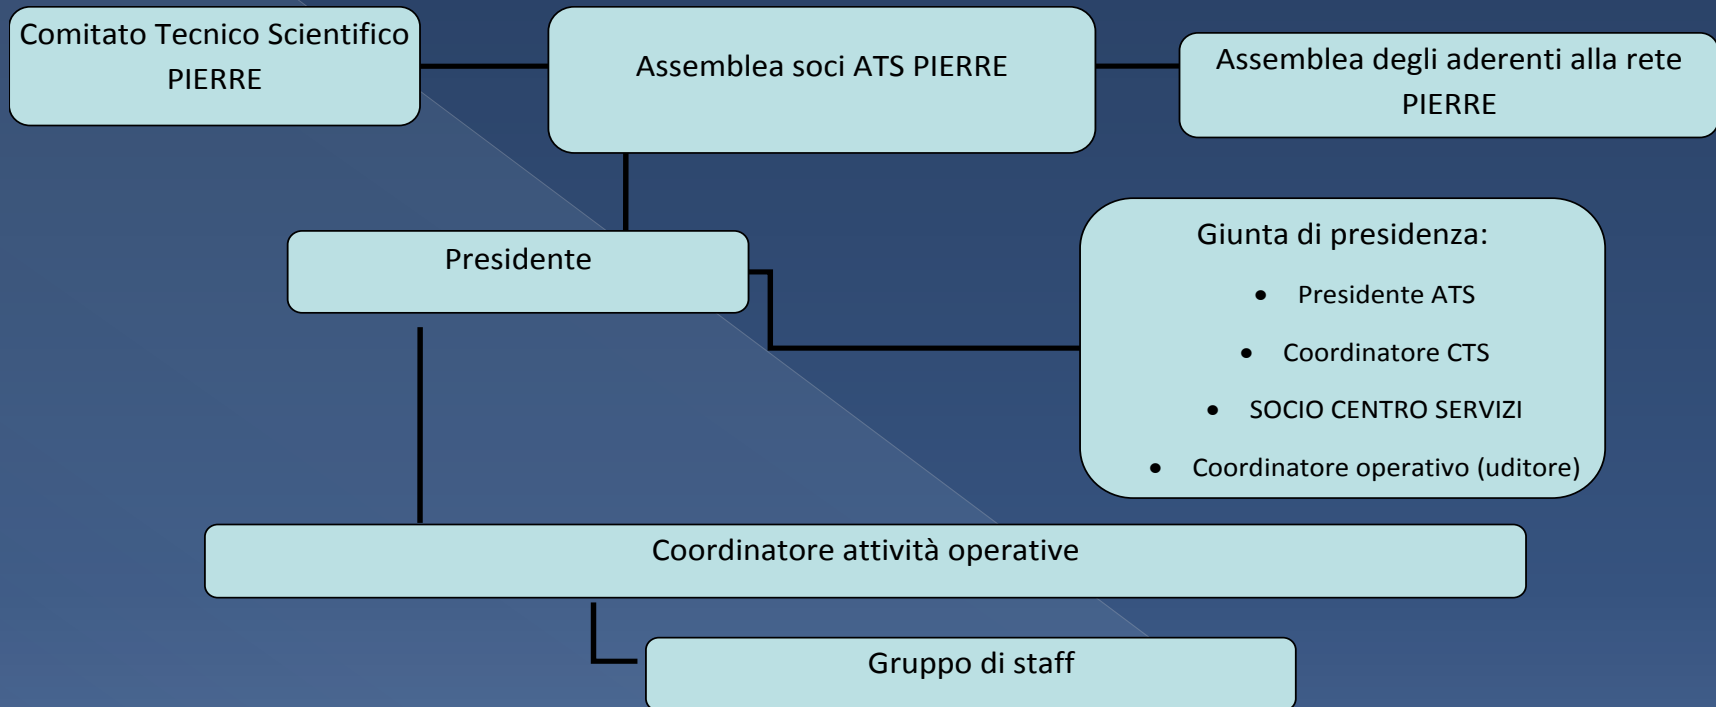 Comitato Tecnico Scientifico
PIERRE
Assemblea soci ATS PIERRE
Assemblea degli aderenti alla rete
PIERRE
Presidente
Giunta di presidenza:
• Presidente ATS
• Coordinatore CTS
• SOCIO CENTRO SERVIZI
• Coordinatore operativo (uditore)
Coordinatore attività operative
Gruppo di staff